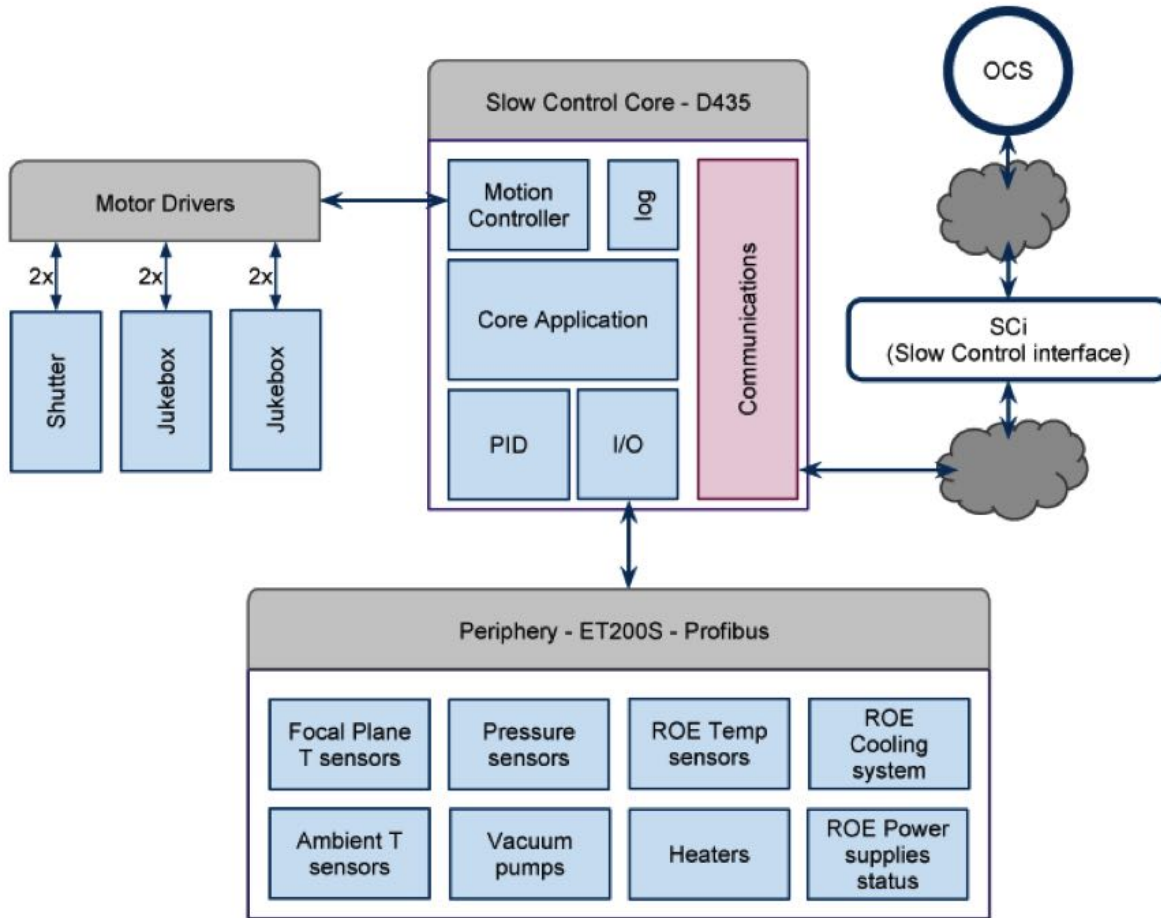 OCS
Slow Control Core - D435
Motion
Controller
log
Motor Drivers
Communications
2x
2x
2x
Core Application
SCi
(Slow Control interface)
Shutter
Jukebox
Jukebox
PID
I/O
Periphery - ET200S - Profibus
Focal Plane
T sensors
Pressure
sensors
ROE Temp
sensors
ROE
Cooling
system
Ambient T
sensors
Vacuum
pumps
Heaters
ROE Power
supplies
status